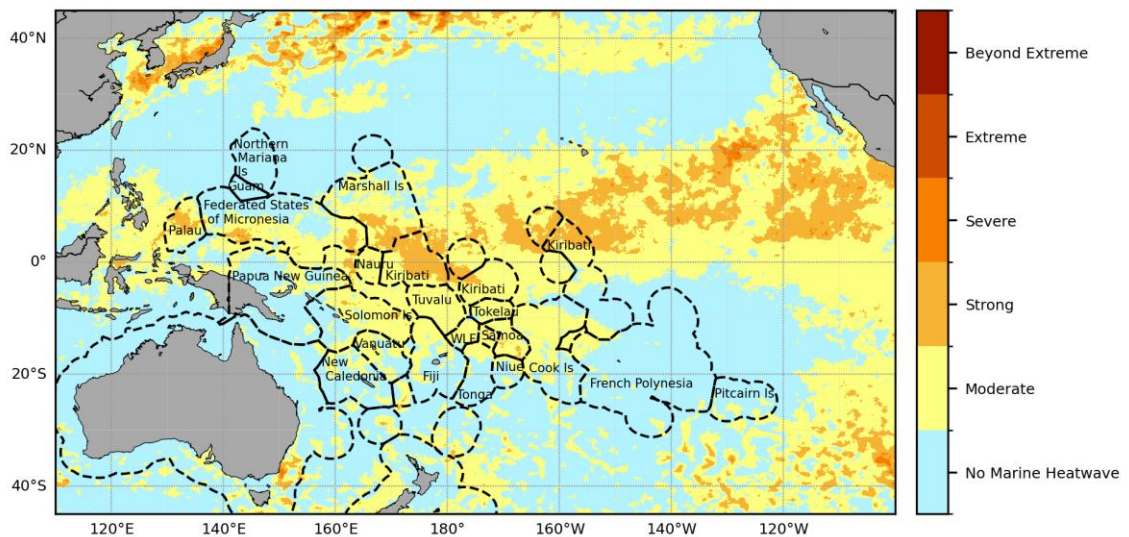 40°N
20°N
0°
20°S
40°S
120°E
140°E
160°E
180°
160°W
140°W
120°W
Northern
Mariana
Is
Guam
Federated States
of Micronesia
Palau
Marshall Is
Nauru
Kiribati
Kiribati
Kiribati
Papua New Guinea
Tuvalu
Tokelau
Solomon Is
WLF
Samoa
Vanuatu
New
Caledonia
Fiji
Tonga
Niue
Cook Is
French Polynesia
Pitcairn Is
Beyond Extreme
Extreme
Severe
Strong
Moderate
No Marine Heatwave